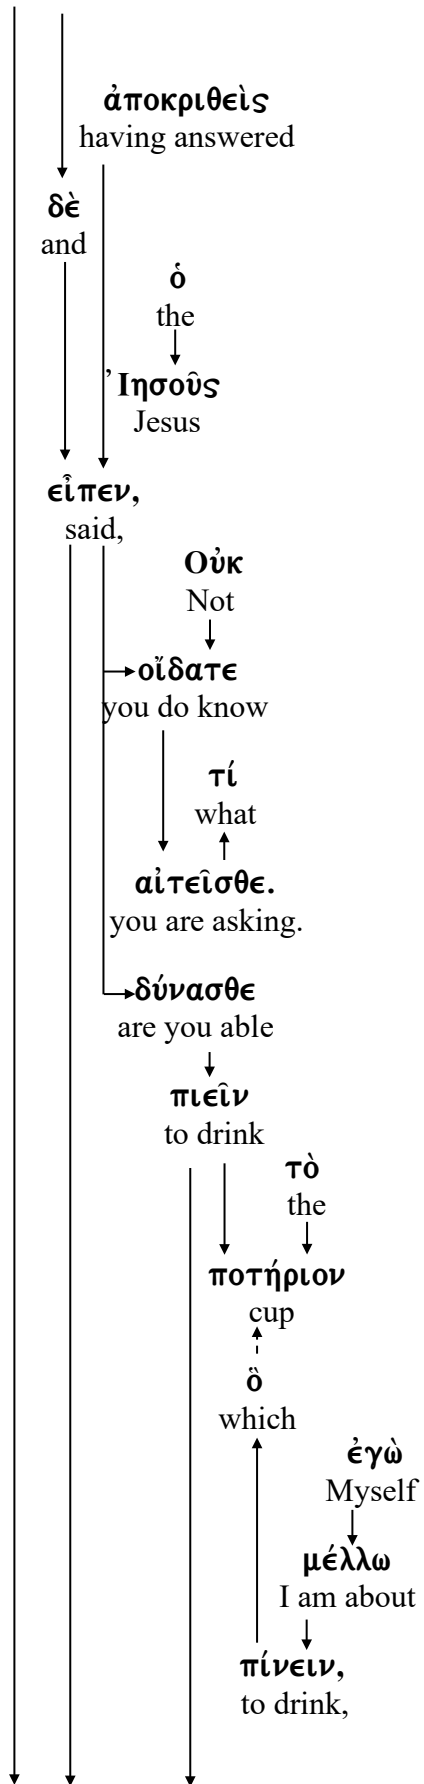 ἀποκριθεὶς
having answered
δὲ
and
ὁ
the
Ἰησοῦς
Jesus
εἶπεν,
said,
Οὐκ
Not
οἴδατε
you do know
τί
what
αἰτεῖσθε.
you are asking.
δύνασθε
are you able
πιεῖν
to drink
τὸ
the
ποτήριον
cup
ὃ
which
ἐγὼ
Myself
μέλλω
I am about
πίνειν,
to drink,